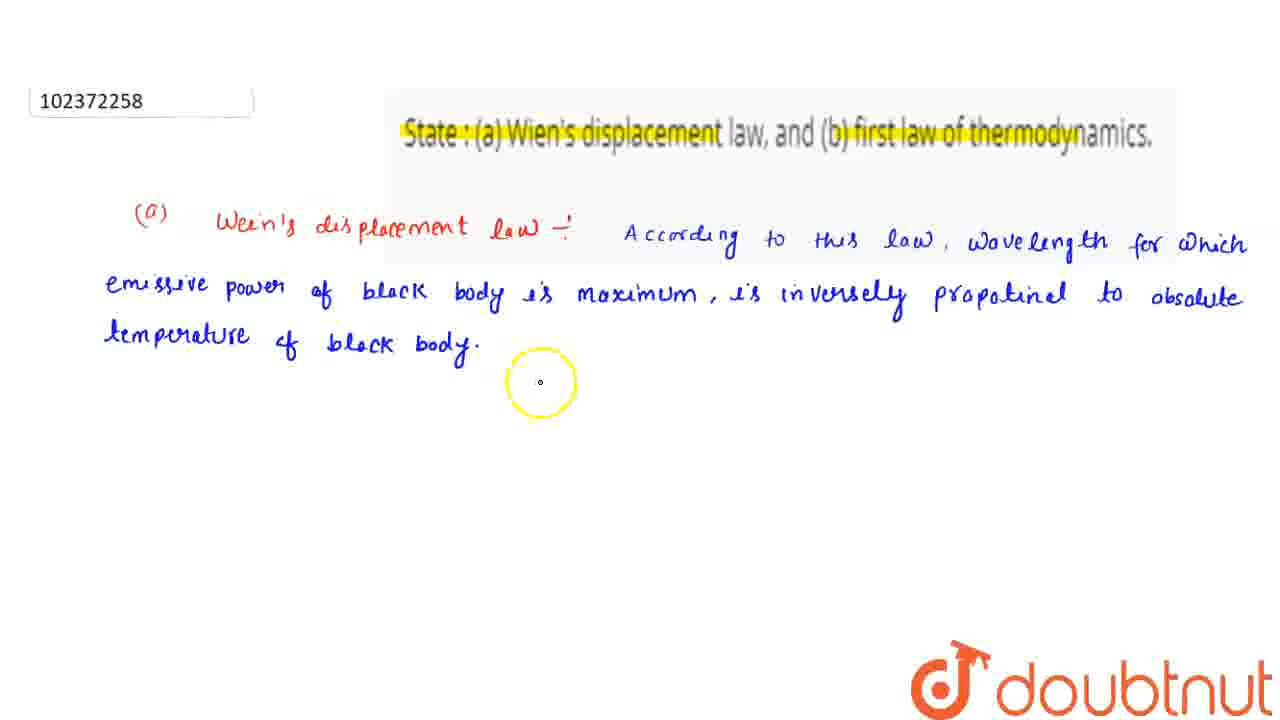 102372258
State : (a) Wien's displacement law, and (b) first law of thermodynamics.
(a) Wein's displacement law ÷ According to this law, wavelength for which
emissive power of black body is maximum, is inversely propotinal to absolute
temperature of black body.
doubtnut